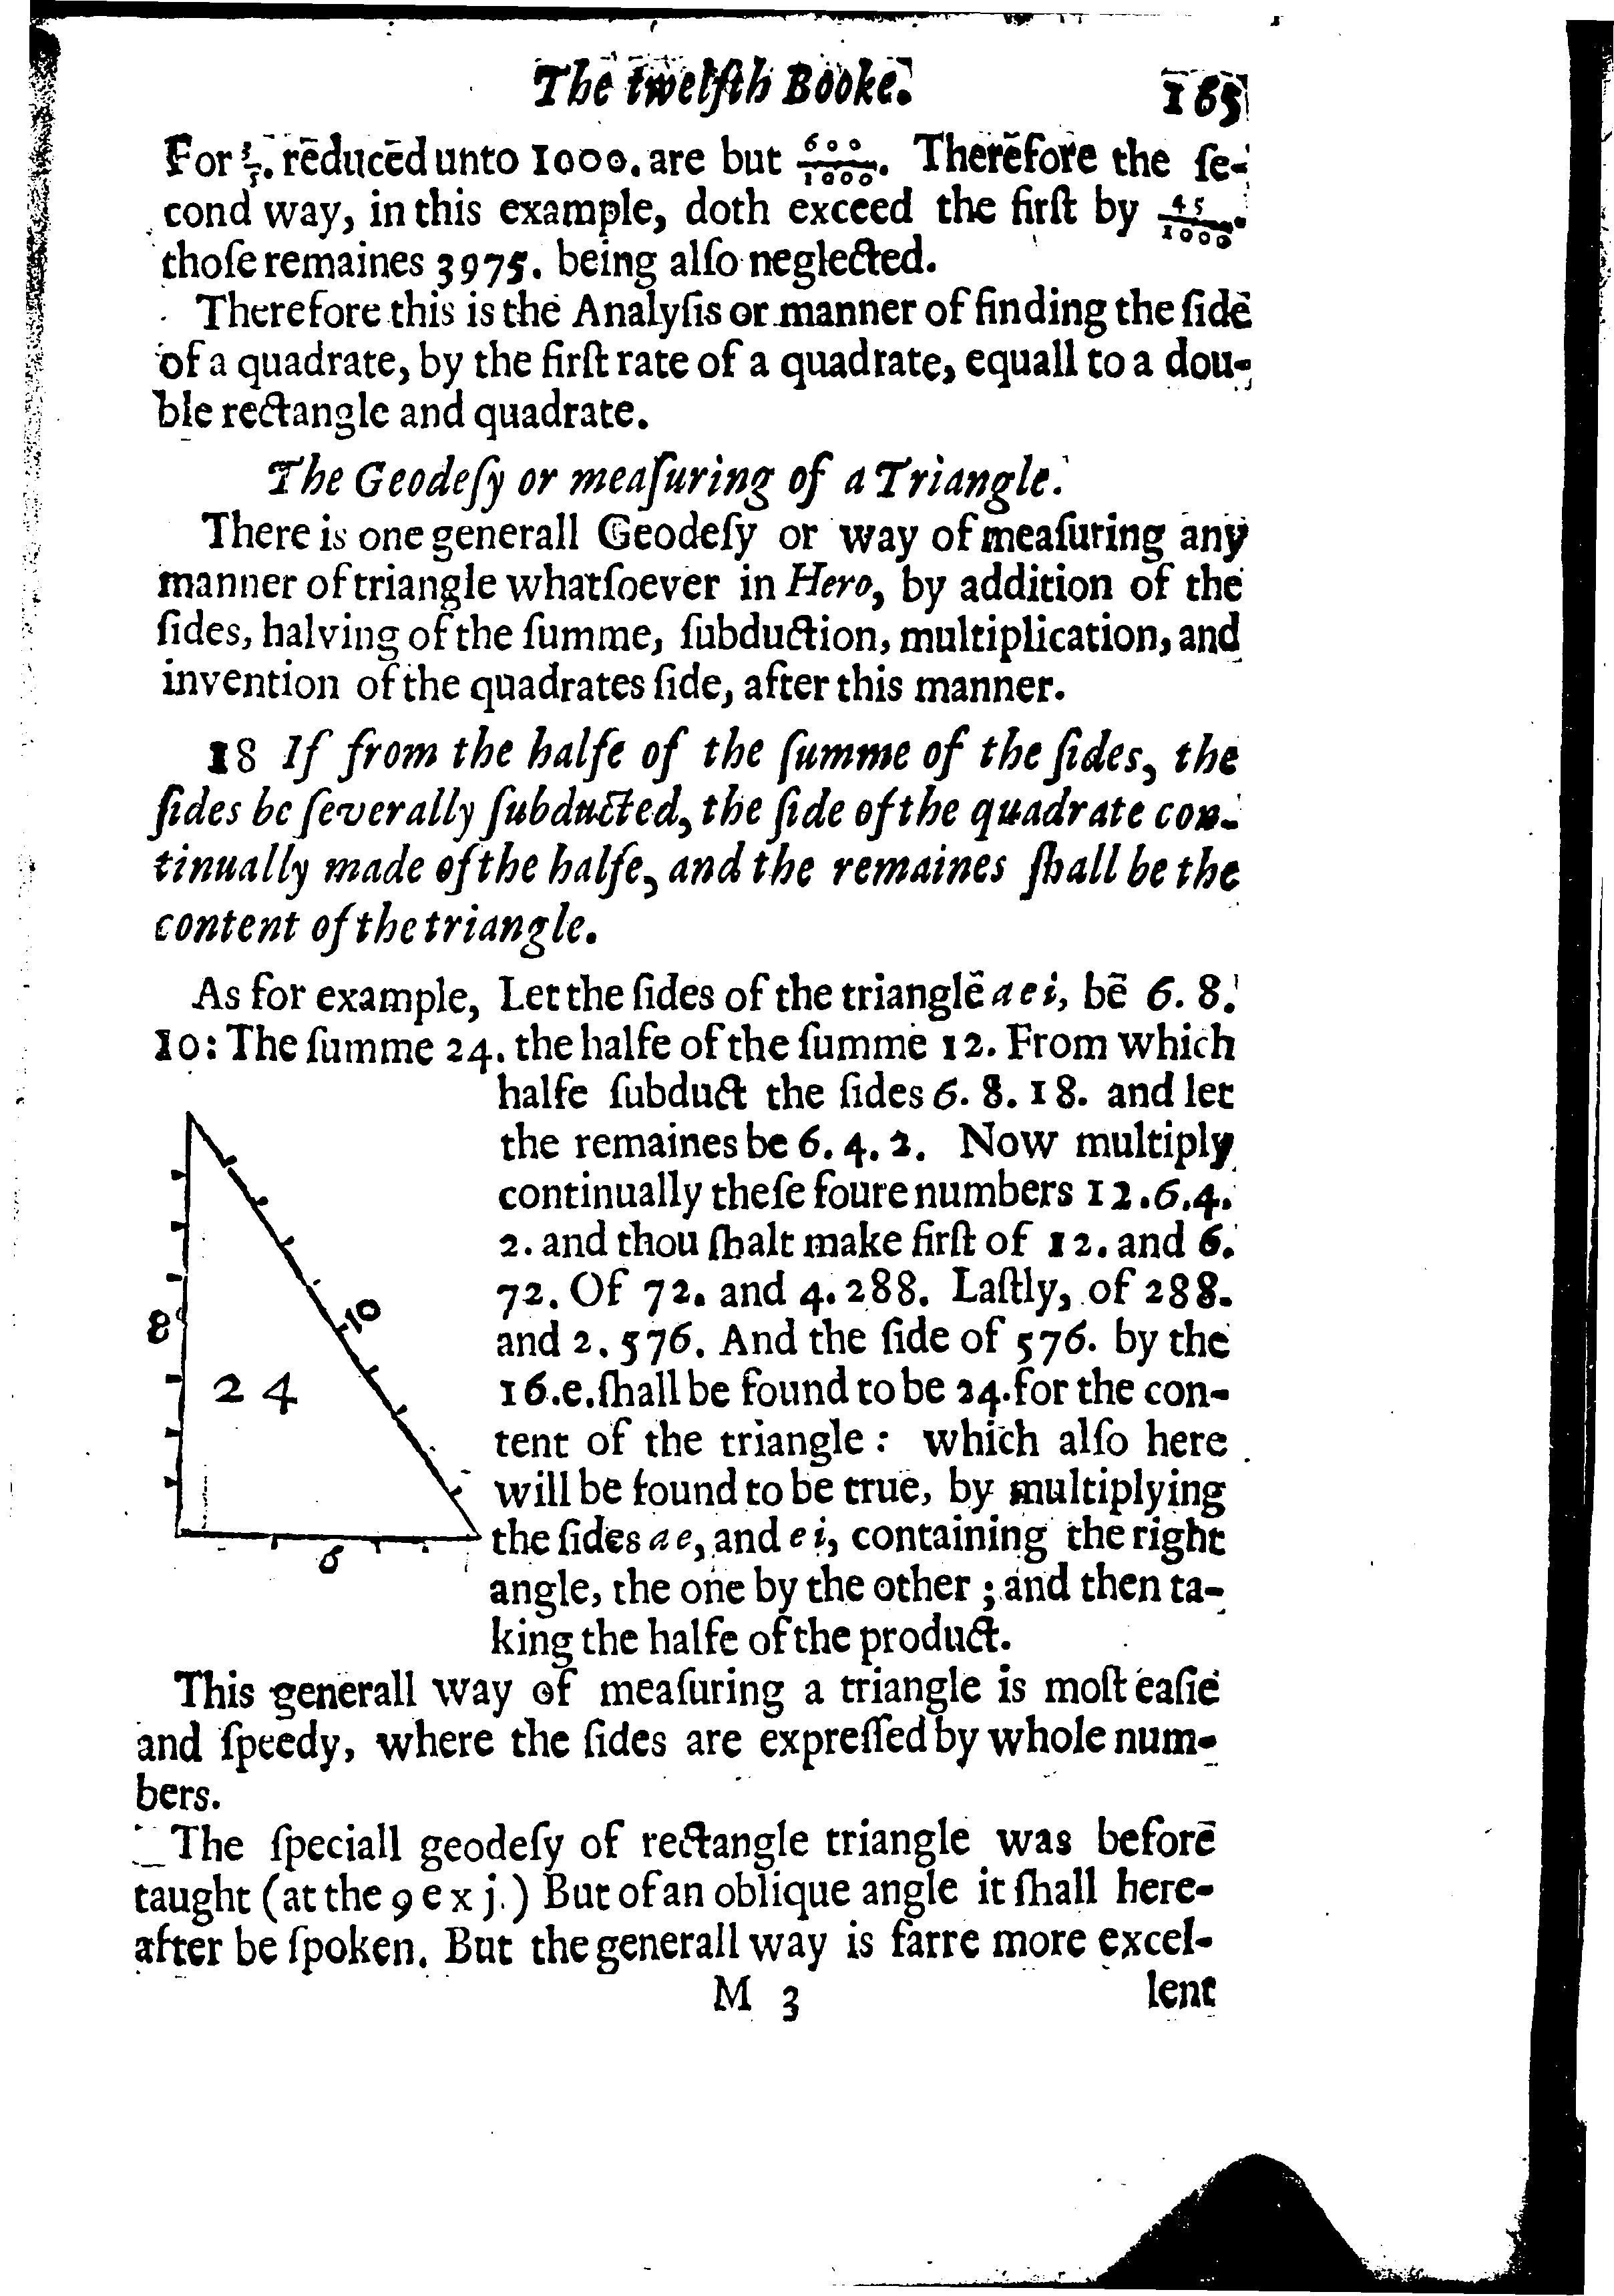 The twelfth Booke. 165
For 3/5. reduced unto 1000. are but 600/1000. Therefore the ſe-
cond way, in this example, doth exceed the firſt by 45/1000.
thoſe remaines 3975. being alſo neglected.
Therefore this is the Analyſis or manner of finding the ſide
of a quadrate, by the firſt rate of a quadrate, equall to a dou-
ble rectangle and quadrate.
The Geodeſy or meaſuring of a Triangle.
There is one generall Geodeſy or way of meaſuring any
manner of triangle whatſoever in Hero, by addition of the
ſides, halving of the ſumme, ſubduction, multiplication, and
invention of the quadrates ſide, after this manner.
18 If from the halfe of the ſumme of the ſides, the
ſides be ſeverally ſubducted, the ſide of the quadrate con-
tinually made of the halfe, and the remaines ſhall be the
content of the triangle.
As for example, Let the ſides of the triangle a e i, be 6. 8.
10: The ſumme 24. the halfe of the ſumme 12. From which
halfe ſubduct the ſides 6. 8. 18. and let
the remaines be 6. 4. 2. Now multiply
continually theſe foure numbers 12.6.4.
2. and thou ſhalt make firſt of 12. and 6.
72. Of 72. and 4. 288. Laſtly, of 288.
and 2. 576. And the ſide of 576. by the
16.e. ſhall be found to be 24. for the con-
tent of the triangle: which alſo here
will be found to be true, by multiplying
the ſides a e, and e i, containing the right
angle, the one by the other; and then ta-
king the halfe of the product.
8
10
24
6
This generall way of meaſuring a triangle is moſt eaſie
and ſpeedy, where the ſides are expreſſed by whole num-
bers.
The ſpeciall geodeſy of rectangle triangle was before
taught (at the 9 e x j.) But of an oblique angle it ſhall here-
after be ſpoken. But the generall way is farre more excel-
M 3 lent